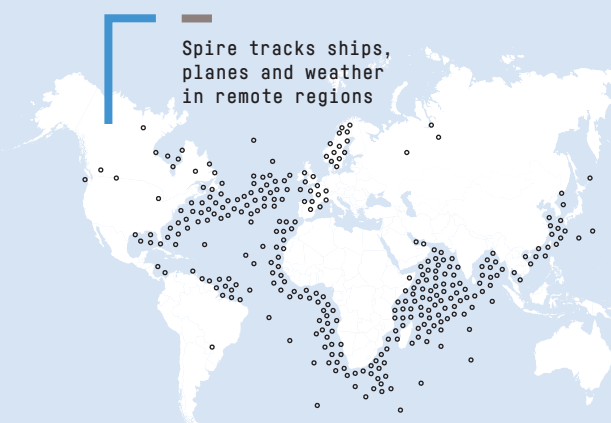 Spire tracks ships,
planes and weather
in remote regions